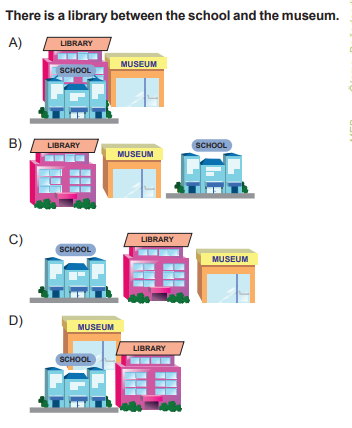 There is a library between the school and the museum.
A)
LIBRARY
SCHOOL
MUSEUM
B)
LIBRARY
MUSEUM
SCHOOL
C)
SCHOOL
LIBRARY
MUSEUM
D)
MUSEUM
SCHOOL
LIBRARY